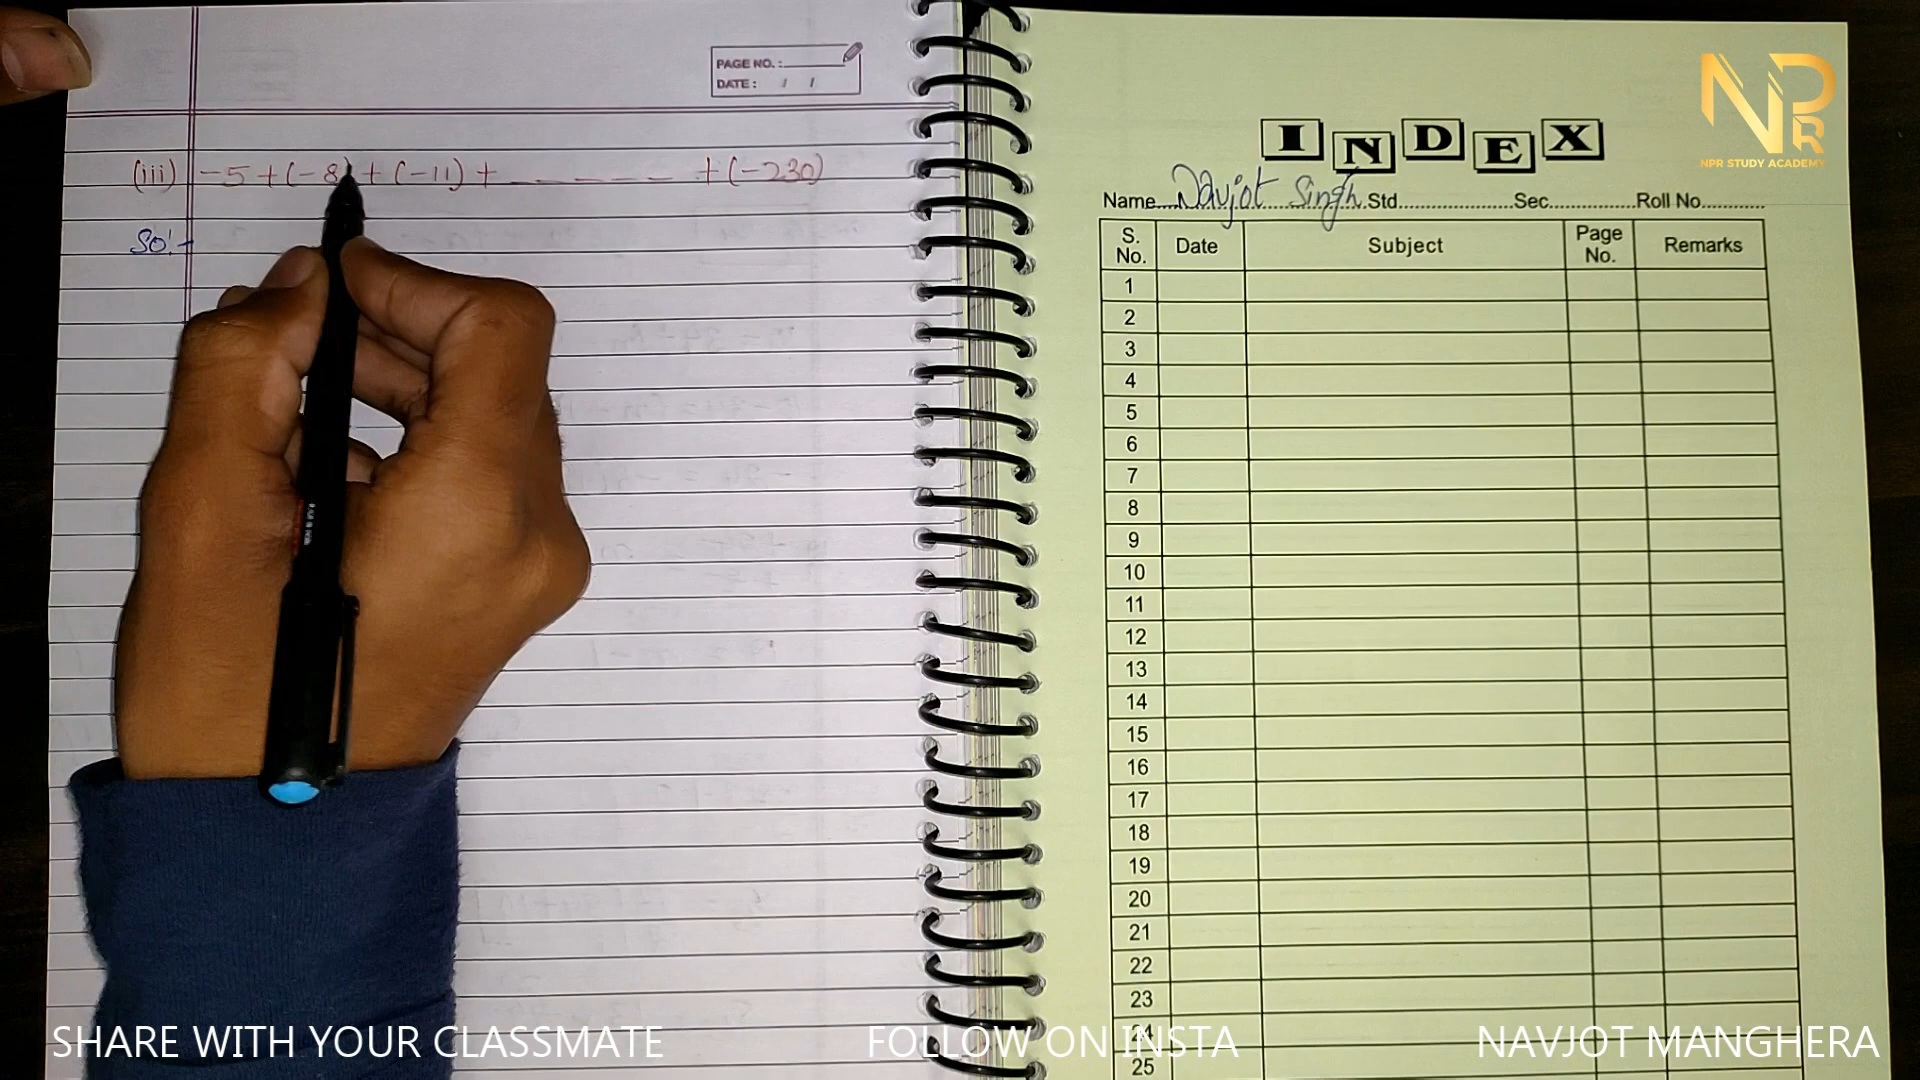 PAGE NO. :
DATE : / /
(iii) -5 + (-8) + (-11) + _ _ _ _ _ _ + (-230)
Sol:-
NPR
NPR STUDY ACADEMY
INDEX
Name Navjot Singh Std Sec Roll No
S. No. Date Subject Page No. Remarks
1
2
3
4
5
6
7
8
9
10
11
12
13
14
15
16
17
18
19
20
21
22
23
24
25
SHARE WITH YOUR CLASSMATE FOLLOW ON INSTA NAVJOT MANGHERA